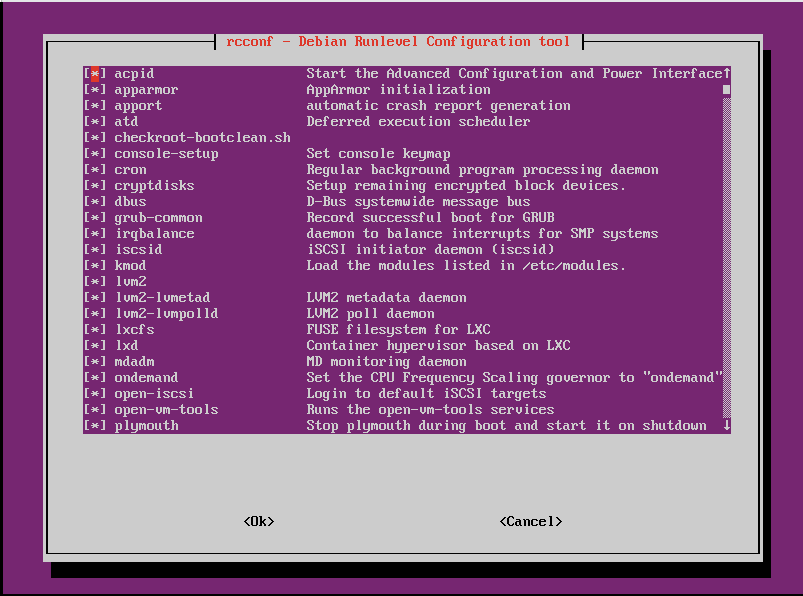 rcconf - Debian Runlevel Configuration tool
[*] acpid Start the Advanced Configuration and Power Interface↑
[*] apparmor AppArmor initialization
[*] apport automatic crash report generation
[*] atd Deferred execution scheduler
[*] checkroot-bootclean.sh
[*] console-setup Set console keymap
[*] cron Regular background program processing daemon
[*] cryptdisks Setup remaining encrypted block devices.
[*] dbus D-Bus systemwide message bus
[*] grub-common Record successful boot for GRUB
[*] irqbalance daemon to balance interrupts for SMP systems
[*] iscsid iSCSI initiator daemon (iscsid)
[*] kmod Load the modules listed in /etc/modules.
[*] lvm2
[*] lvm2-lvmetad LVM2 metadata daemon
[*] lvm2-lvmpolld LVM2 poll daemon
[*] lxcfs FUSE filesystem for LXC
[*] lxd Container hypervisor based on LXC
[*] mdadm MD monitoring daemon
[*] ondemand Set the CPU Frequency Scaling governor to "ondemand"
[*] open-iscsi Login to default iSCSI targets
[*] open-vm-tools Runs the open-vm-tools services
[*] plymouth Stop plymouth during boot and start it on shutdown ↓
<Ok> <Cancel>